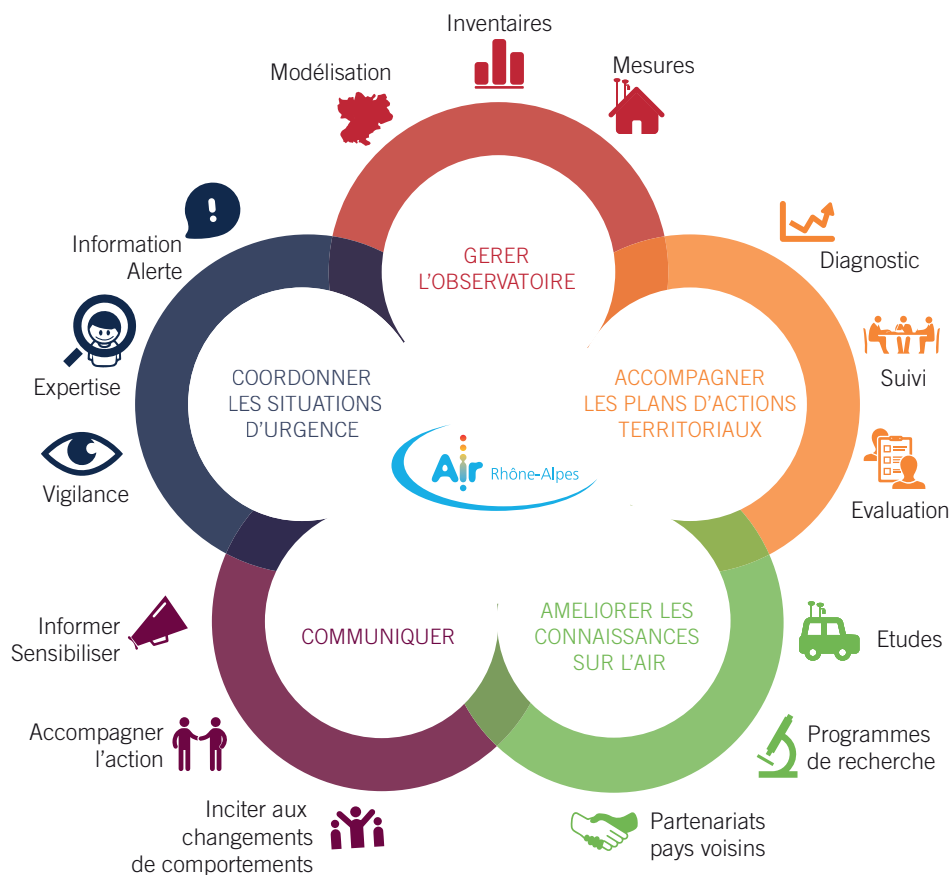 Inventaires
Modélisation
Mesures
GERER
L'OBSERVATOIRE
Information
Alerte
Expertise
Vigilance
COORDONNER
LES SITUATIONS
D'URGENCE
Diagnostic
Suivi
Evaluation
ACCOMPAGNER
LES PLANS D'ACTIONS
TERRITORIAUX
Air Rhône-Alpes
Informer
Sensibiliser
Accompagner
l'action
Inciter aux
changements
de comportements
COMMUNIQUER
AMELIORER LES
CONNAISSANCES
SUR L'AIR
Etudes
Programmes
de recherche
Partenariats
pays voisins